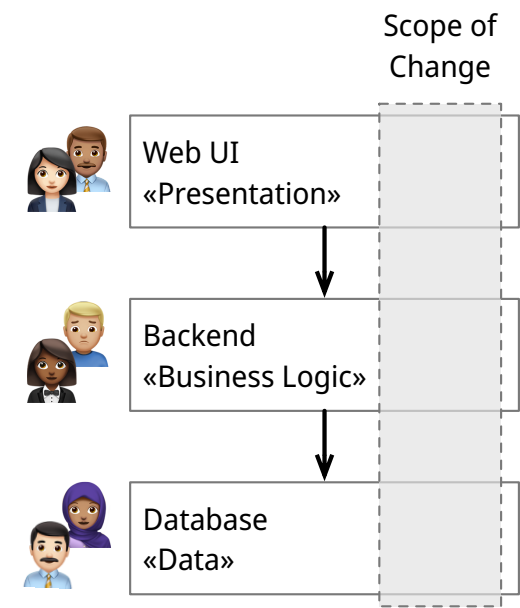 Scope of
Change
Web UI
«Presentation»
Backend
«Business Logic»
Database
«Data»